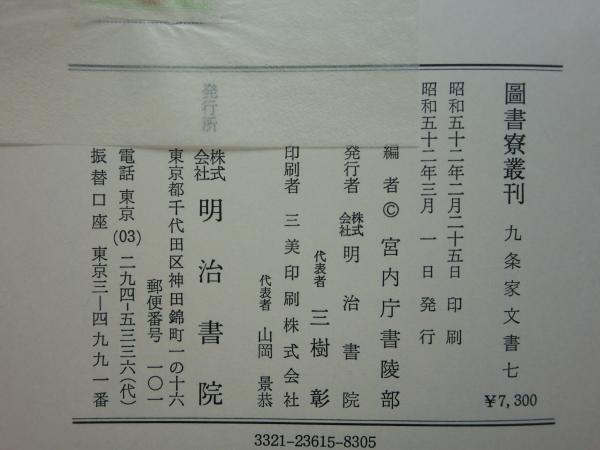 圖書寮叢刊 九条家文書 七
¥7,300
昭和五十二年二月二十五日 印刷
昭和五十二年三月 一日 発行
編者© 宮内庁書陵部
発行者 株式会社 明治書院
代表者 三樹彰
印刷者 三美印刷株式会社
代表者 山岡景恭
発行所
株式会社 明治書院
東京都千代田区神田錦町一の十六
郵便番号 一〇一
電話 東京(03)二九四-五三三六(代)
振替口座 東京三―四九九一番
3321-23615-8305